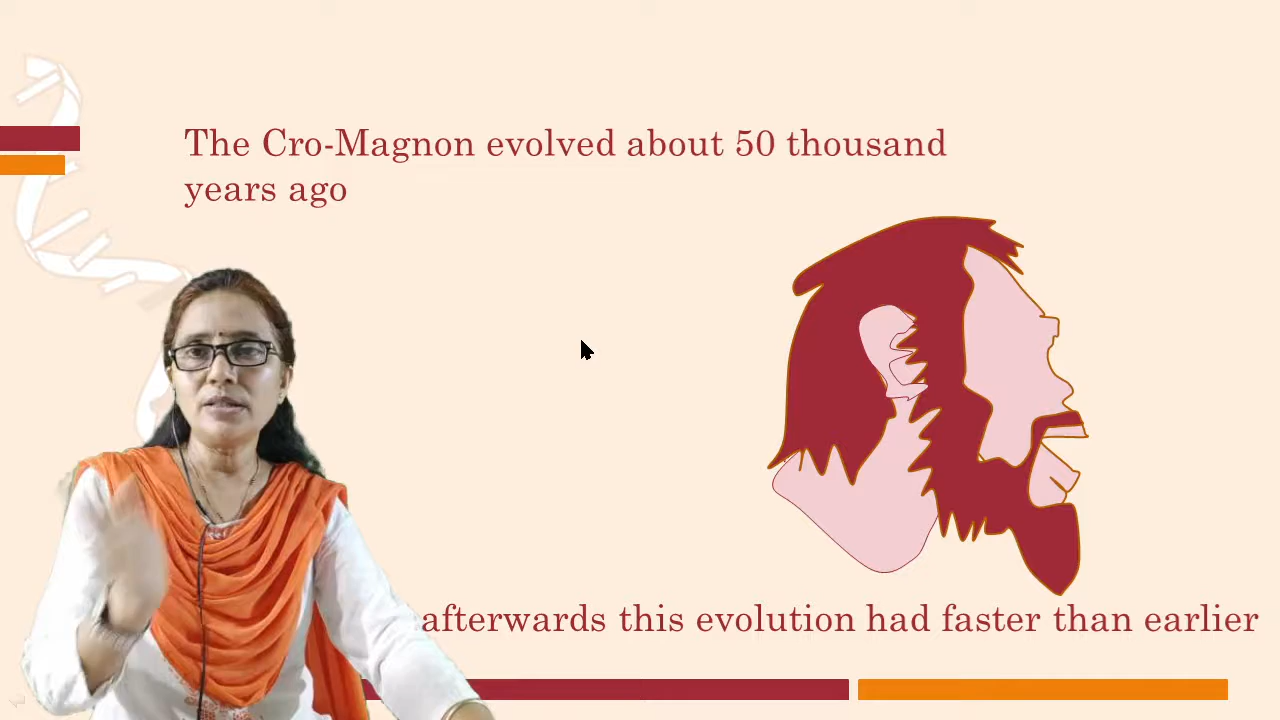 The Cro-Magnon evolved about 50 thousand
years ago
afterwards this evolution had faster than earlier